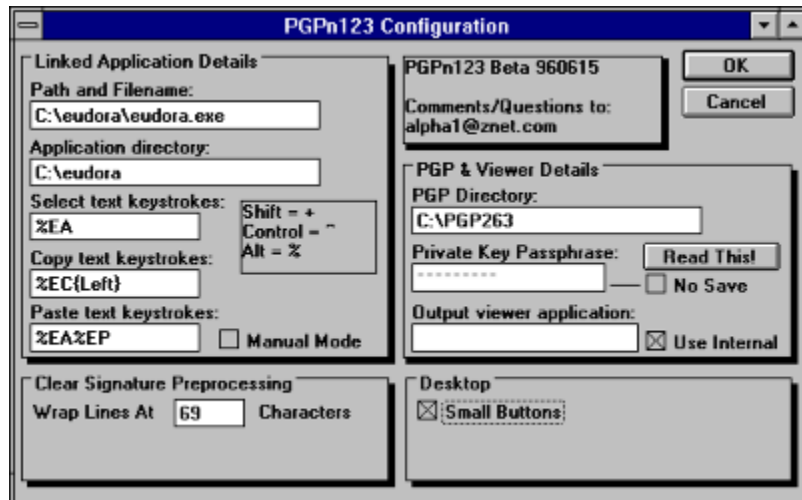 PGPn123 Configuration
Linked Application Details
Path and Filename:
C:\eudora\eudora.exe
Application directory:
C:\eudora
Select text keystrokes:
%EA
Shift = +
Control = ^
Alt = %
Copy text keystrokes:
%EC{Left}
Paste text keystrokes:
%EA%EP
Manual Mode
PGPn123 Beta 960615
Comments/Questions to:
alpha1@znet.com
OK
Cancel
PGP & Viewer Details
PGP Directory:
C:\PGP263
Private Key Passphrase:
---------
Read This!
No Save
Output viewer application:
Use Internal
Clear Signature Preprocessing
Wrap Lines At 69 Characters
Desktop
Small Buttons